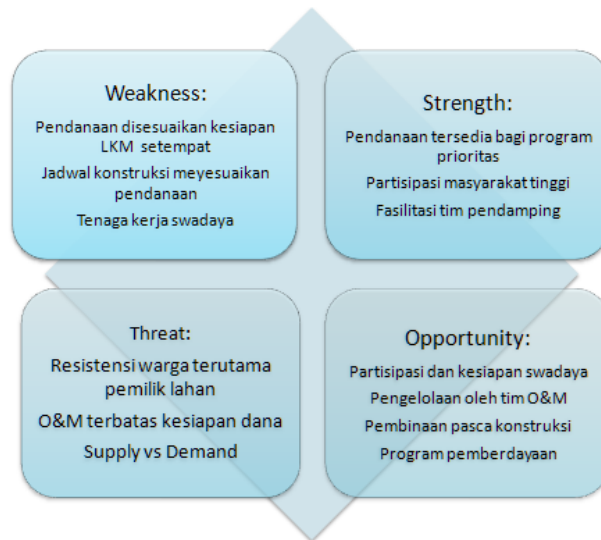 Weakness:
Pendanaan disesuaikan kesiapan
LKM setempat
Jadwal konstruksi meyesuaikan
pendanaan
Tenaga kerja swadaya
Strength:
Pendanaan tersedia bagi program
prioritas
Partisipasi masyarakat tinggi
Fasilitasi tim pendamping
Threat:
Resistensi warga terutama
pemilik lahan
O&M terbatas kesiapan dana
Supply vs Demand
Opportunity:
Partisipasi dan kesiapan swadaya
Pengelolaan oleh tim O&M
Pembinaan pasca konstruksi
Program pemberdayaan